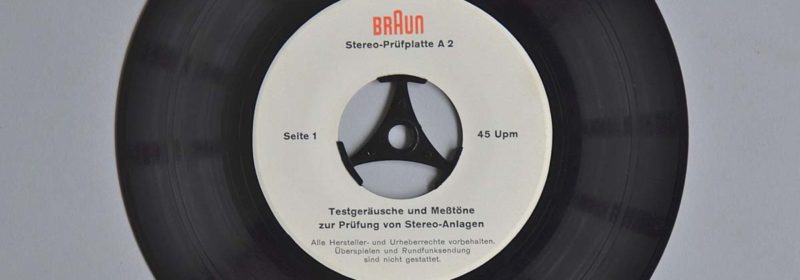 BRAUN
Stereo-Prüfplatte A 2
Seite 1
45 Upm
Testgeräusche und Meßtöne
zur Prüfung von Stereo-Anlagen
Alle Hersteller- und Urheberrechte vorbehalten.
Überspielen und Rundfunksendung
sind nicht gestattet.